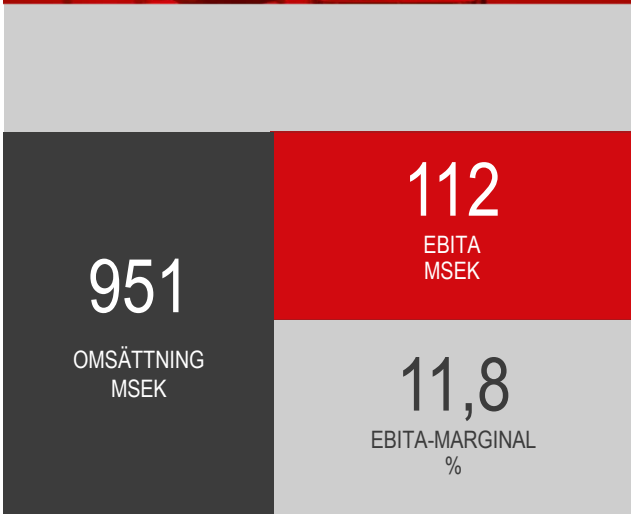 951
OMSÄTTNING
MSEK
112
EBITA
MSEK
11,8
EBITA-MARGINAL
%